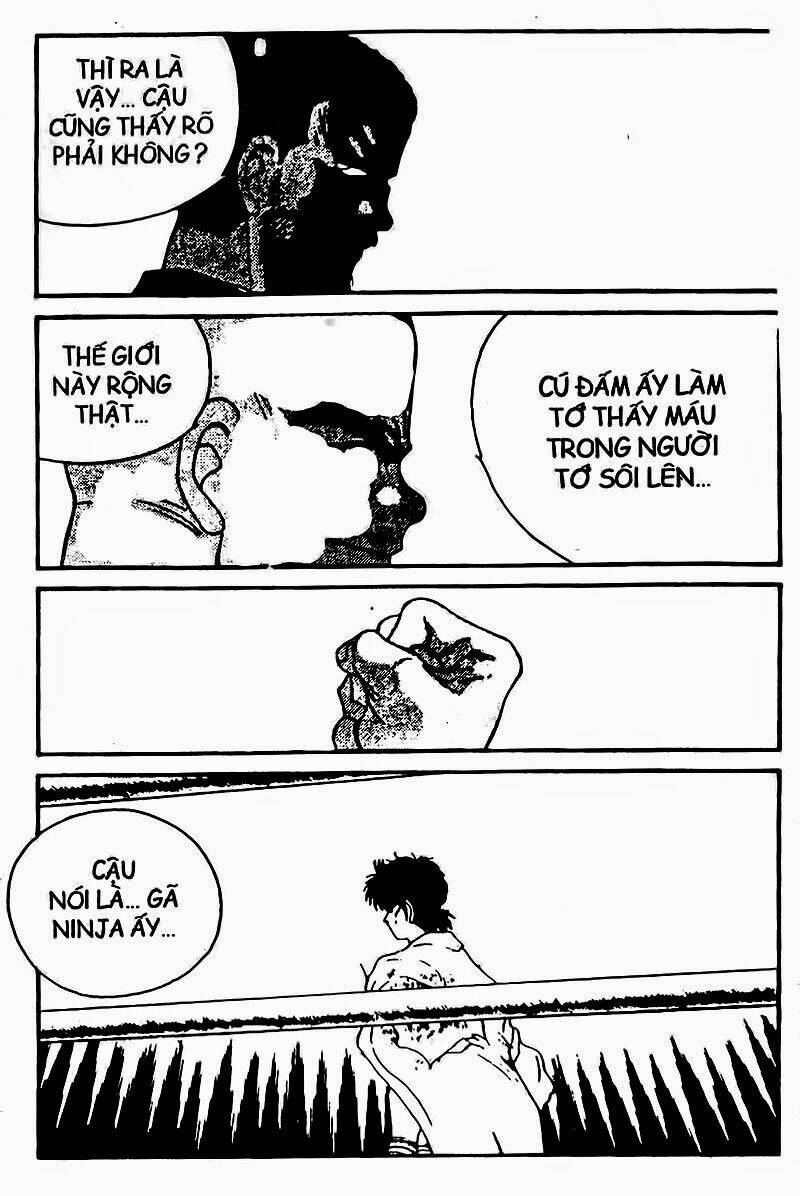 THÌ RA LÀ
VẬY... CẬU
CŨNG THẤY RÕ
PHẢI KHÔNG?
THẾ GIỚI
NÀY RỘNG
THẬT...
CÚ ĐẤM ẤY LÀM
TỚ THẤY MÁU
TRONG NGƯỜI
TỚ SÔI LÊN...
CẬU
NÓI LÀ... GÃ
NINJA ẤY...